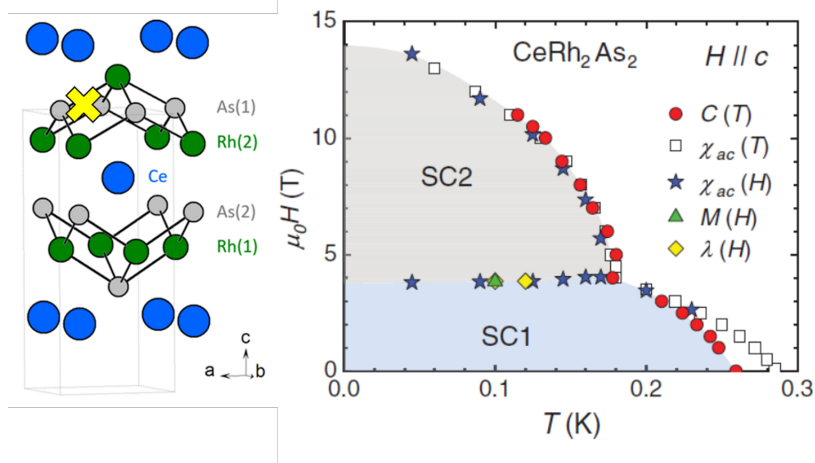 As(1)
Rh(2)
Ce
As(2)
Rh(1)
c
a
b
CeRh₂As₂
H // c
C (T)
χac (T)
χac (H)
M (H)
λ (H)
SC2
SC1
μ₀H (T)
15
10
5
0
0.0
0.1
0.2
0.3
T (K)